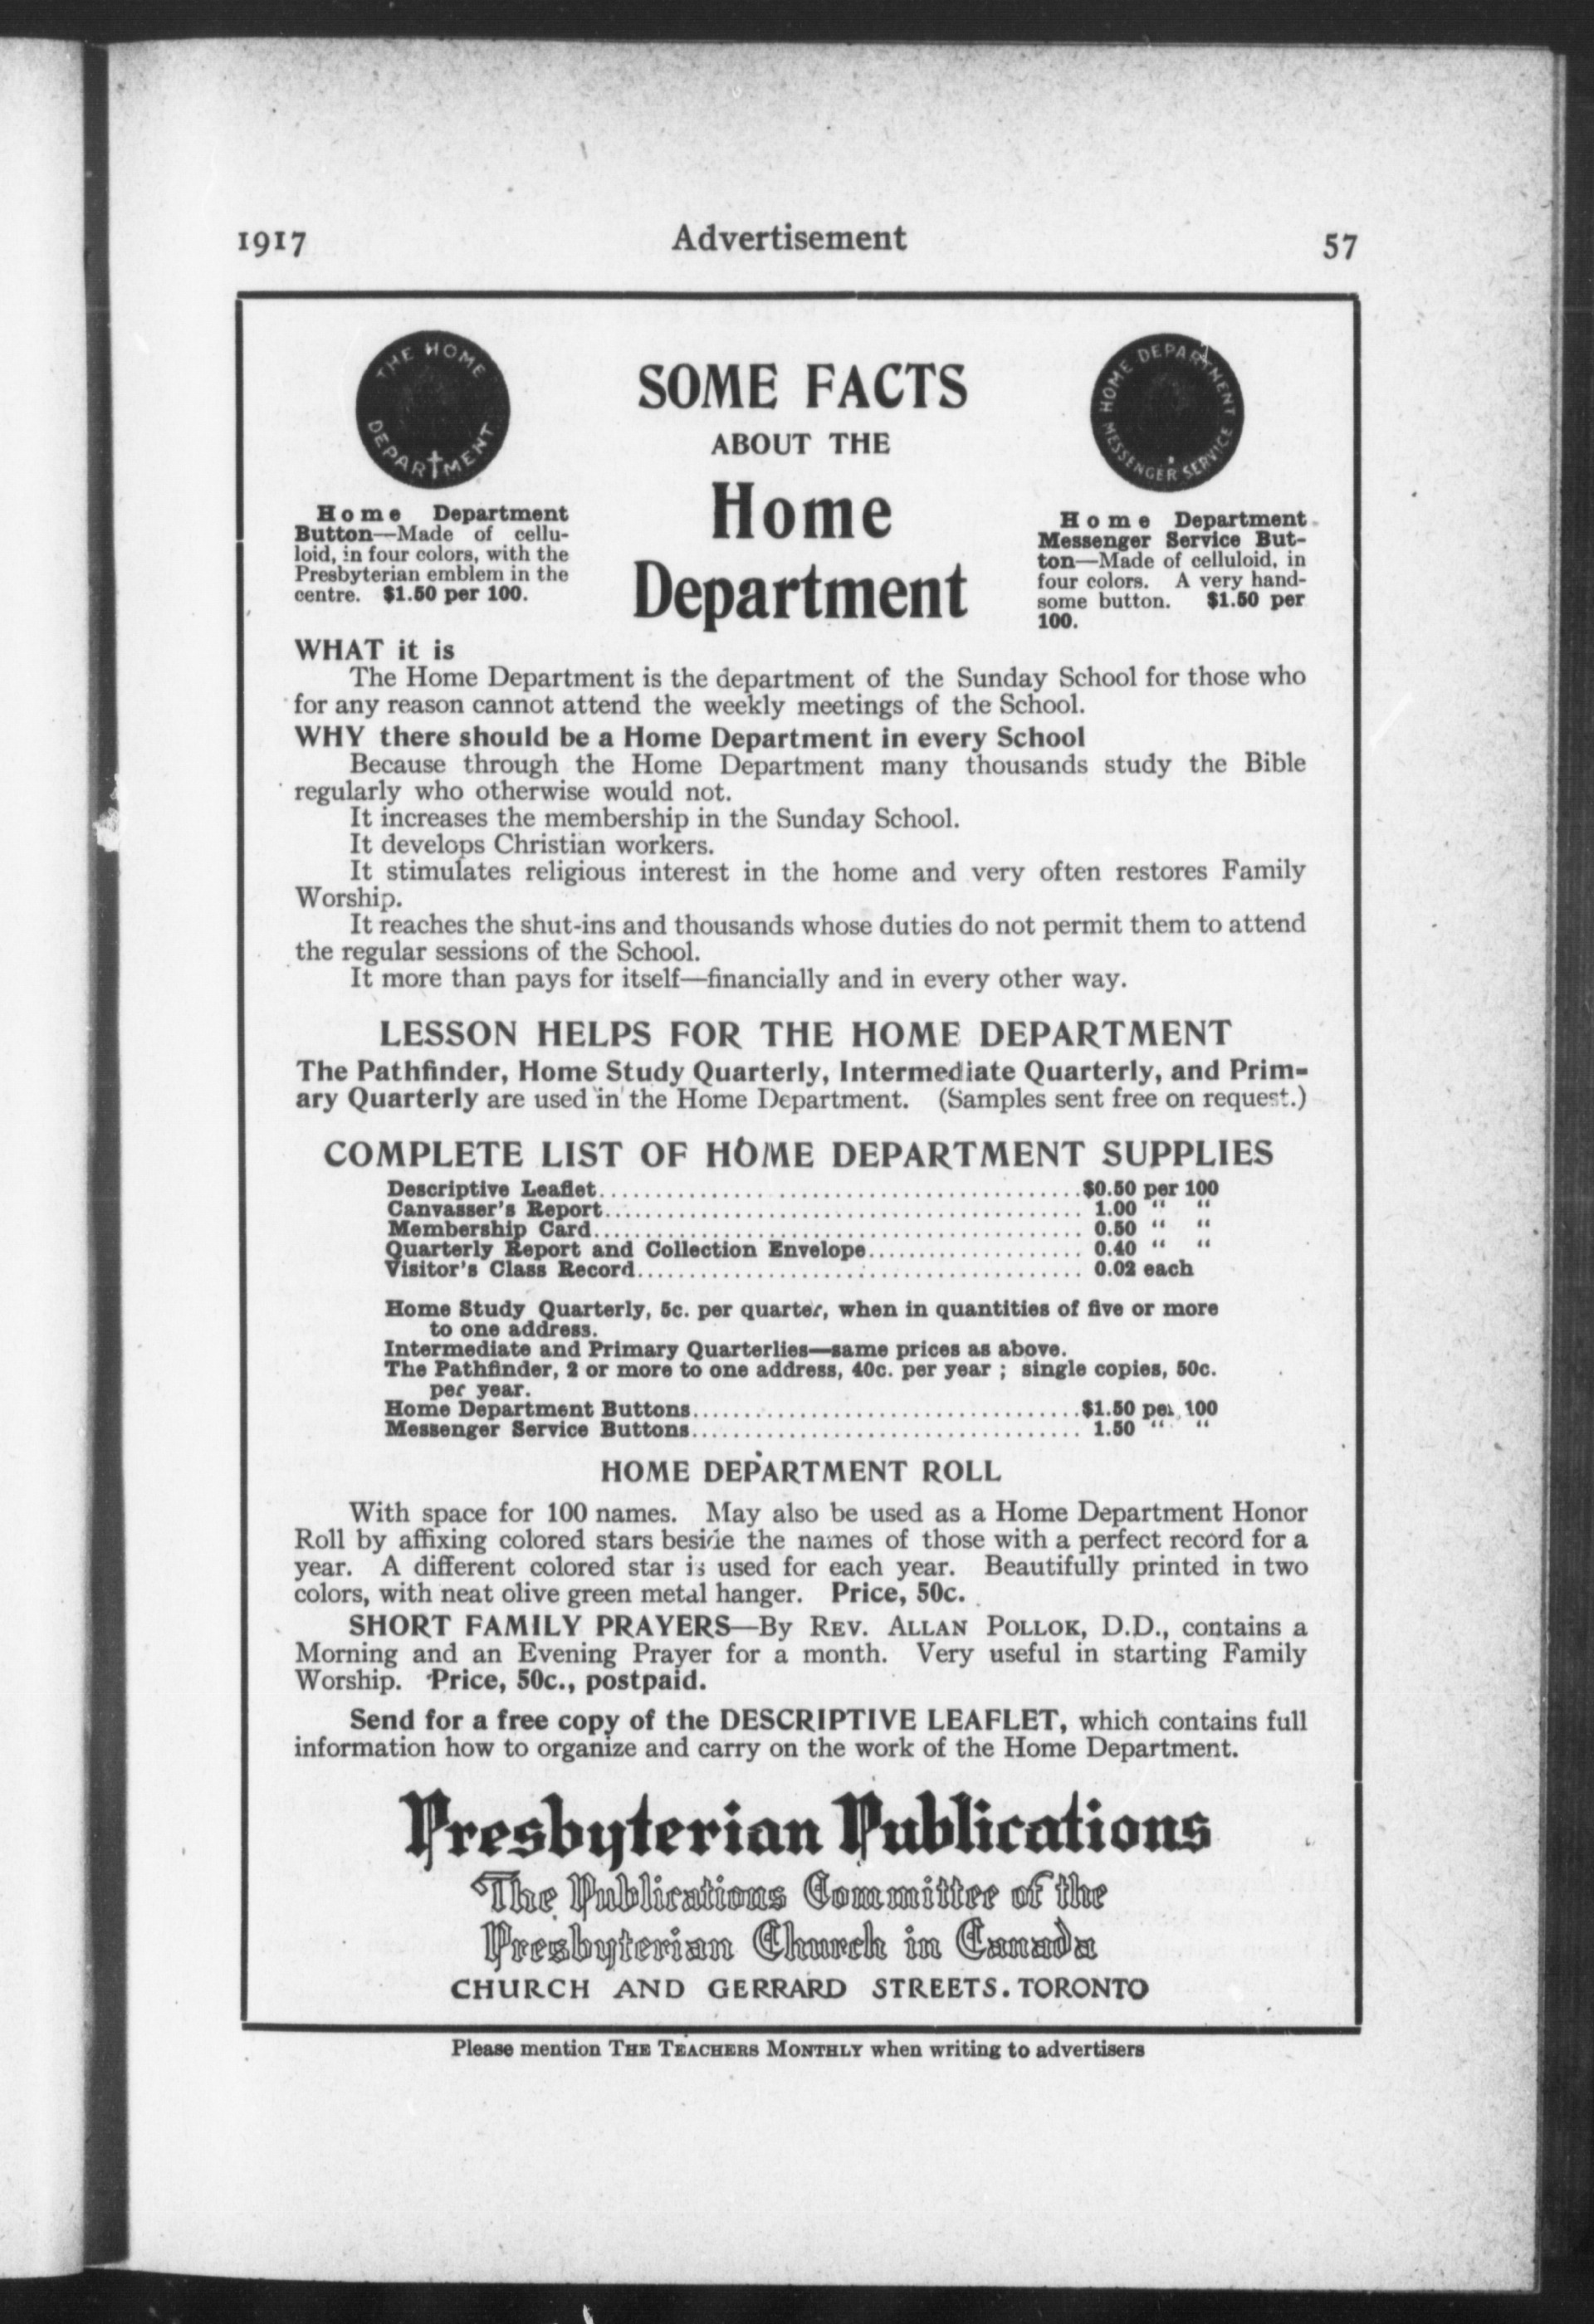 1917 Advertisement 57
THE HOME
DEPARTMENT
SOME FACTS
ABOUT THE
Home
Department
HOME DEPARTMENT
MESSENGER SERVICE
Home Department
Button—Made of cellu-
loid, in four colors, with the
Presbyterian emblem in the
centre. $1.50 per 100.
Home Department
Messenger Service But-
ton—Made of celluloid, in
four colors. A very hand-
some button. $1.50 per
100.
WHAT it is
The Home Department is the department of the Sunday School for those who
for any reason cannot attend the weekly meetings of the School.
WHY there should be a Home Department in every School
Because through the Home Department many thousands study the Bible
regularly who otherwise would not.
It increases the membership in the Sunday School.
It develops Christian workers.
It stimulates religious interest in the home and very often restores Family
Worship.
It reaches the shut-ins and thousands whose duties do not permit them to attend
the regular sessions of the School.
It more than pays for itself—financially and in every other way.
LESSON HELPS FOR THE HOME DEPARTMENT
The Pathfinder, Home Study Quarterly, Intermediate Quarterly, and Prim-
ary Quarterly are used in the Home Department. (Samples sent free on request.)
COMPLETE LIST OF HOME DEPARTMENT SUPPLIES
Descriptive Leaflet........................................$0.50 per 100
Canvasser's Report........................................ 1.00 " "
Membership Card........................................ 0.50 " "
Quarterly Report and Collection Envelope.................... 0.40 " "
Visitor's Class Record........................................ 0.02 each
Home Study Quarterly, 5c. per quarter, when in quantities of five or more
to one address.
Intermediate and Primary Quarterlies—same prices as above.
The Pathfinder, 2 or more to one address, 40c. per year ; single copies, 50c.
per year.
Home Department Buttons..................................$1.50 per 100
Messenger Service Buttons.................................. 1.50 " "
HOME DEPARTMENT ROLL
With space for 100 names. May also be used as a Home Department Honor
Roll by affixing colored stars beside the names of those with a perfect record for a
year. A different colored star is used for each year. Beautifully printed in two
colors, with neat olive green metal hanger. Price, 50c.
SHORT FAMILY PRAYERS—By REV. ALLAN POLLOK, D.D., contains a
Morning and an Evening Prayer for a month. Very useful in starting Family
Worship. Price, 50c., postpaid.
Send for a free copy of the DESCRIPTIVE LEAFLET, which contains full
information how to organize and carry on the work of the Home Department.
Presbyterian Publications
The Publications Committee of the
Presbyterian Church in Canada
CHURCH AND GERRARD STREETS. TORONTO
Please mention THE TEACHERS MONTHLY when writing to advertisers